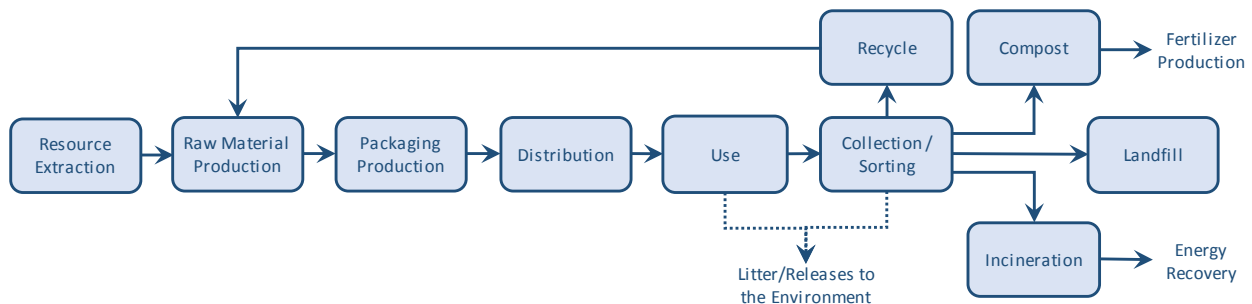 Recycle
Compost
Fertilizer
Production
Resource
Extraction
Raw Material
Production
Packaging
Production
Distribution
Use
Collection /
Sorting
Landfill
Incineration
Energy
Recovery
Litter/Releases to
the Environment